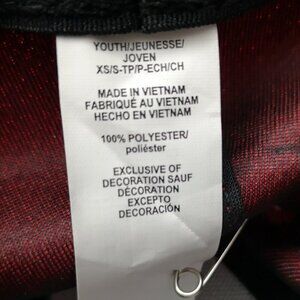 YOUTH/JEUNESSE/
JOVEN
XS/S-TP/P-ECH/CH
MADE IN VIETNAM
FABRIQUÉ AU VIETNAM
HECHO EN VIETNAM
100% POLYESTER/
poliéster
EXCLUSIVE OF
DECORATION SAUF
DÉCORATION
EXCEPTO
DECORACIÓN